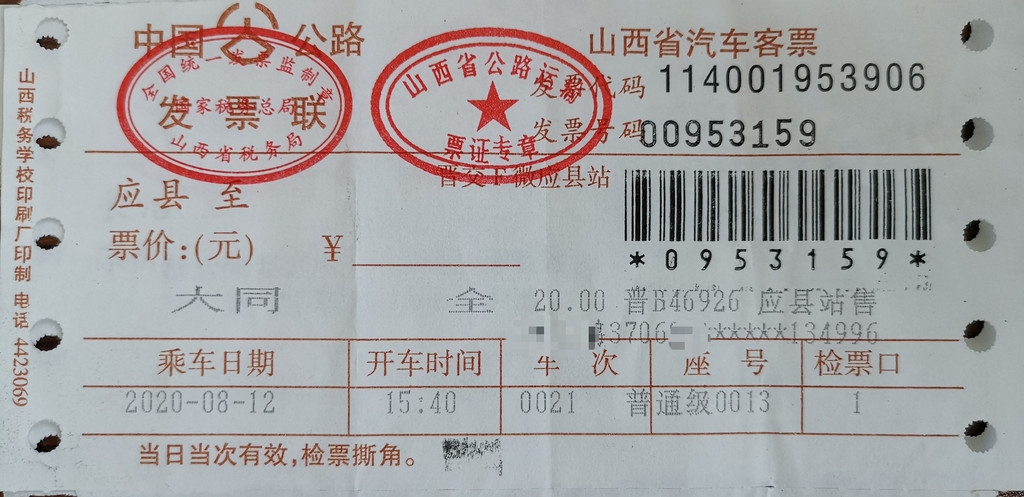 中国 公路
山西省汽车客票
全国统一发票监制章
国家税务总局
山西省税务局
发票联
山西省公路运输
票证专章
发票代码 114001953906
发票号码 00953159
晋交 微应县站
应县 至
票价:(元) ¥
*0953159*
大同 全 20.00 晋B46926 应县站售
3706 *****134996
乘车日期 开车时间 车次 座号 检票口
2020-08-12 15:40 0021 普通级0013 1
当日当次有效,检票撕角。
山西税务学校印刷厂印制 电话 4423069